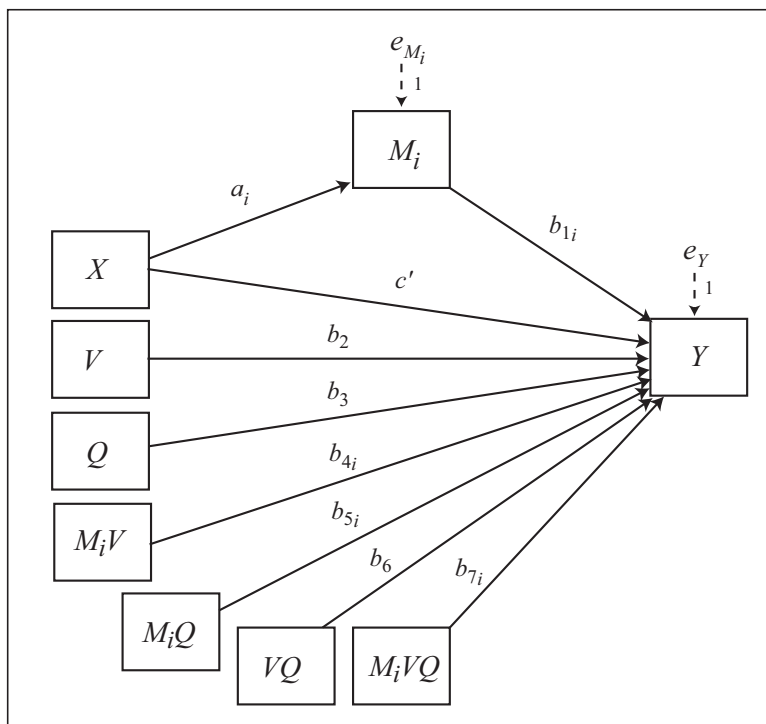 e_{M_i}
1
M_i
a_i
b_{1i}
X
e_Y
1
c′
V
b_2
Y
b_3
Q
b_{4i}
M_iV
b_{5i}
b_6
b_{7i}
M_iQ
VQ
M_iVQ